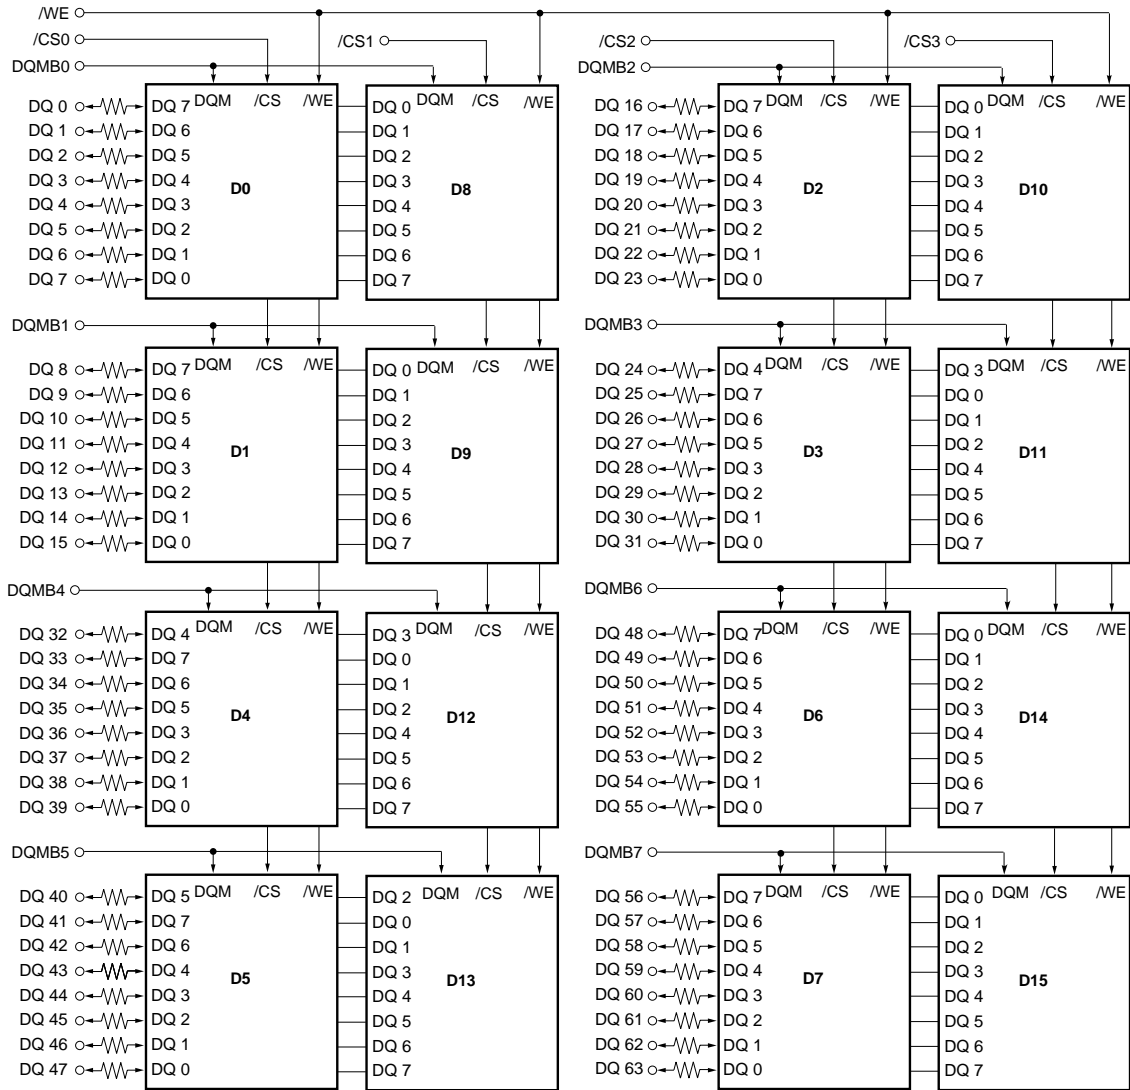 /WE
/CS0 /CS1 /CS2 /CS3
DQMB0 DQMB2
DQM /CS /WE DQM /CS DQM /CS /WE DQM /CS
DQ 0 DQ 7 DQ 0 DQ 16 DQ 7 DQ 0
DQ 1 DQ 6 DQ 1 DQ 17 DQ 6 DQ 1
DQ 2 DQ 5 DQ 2 DQ 18 DQ 5 DQ 2
DQ 3 DQ 4 DQ 3 DQ 19 DQ 4 DQ 3
D0 D8 D2 D10
DQ 4 DQ 3 DQ 4 DQ 20 DQ 3 DQ 4
DQ 5 DQ 2 DQ 5 DQ 21 DQ 2 DQ 5
DQ 6 DQ 1 DQ 6 DQ 22 DQ 1 DQ 6
DQ 7 DQ 0 DQ 7 DQ 23 DQ 0 DQ 7
/WE /WE
DQMB1 DQMB3
DQM /CS /WE DQM /CS /WE DQM /CS /WE DQM /CS /WE
DQ 8 DQ 7 DQ 0 DQ 24 DQ 4 DQ 3
DQ 9 DQ 6 DQ 1 DQ 25 DQ 7 DQ 0
DQ 10 DQ 5 DQ 2 DQ 26 DQ 6 DQ 1
DQ 11 DQ 4 DQ 3 DQ 27 DQ 5 DQ 2
D1 D9 D3 D11
DQ 12 DQ 3 DQ 4 DQ 28 DQ 3 DQ 4
DQ 13 DQ 2 DQ 5 DQ 29 DQ 2 DQ 5
DQ 14 DQ 1 DQ 6 DQ 30 DQ 1 DQ 6
DQ 15 DQ 0 DQ 7 DQ 31 DQ 0 DQ 7
DQMB4 DQMB6
DQM /CS /WE DQM /CS /WE DQM /CS /WE DQM /CS /WE
DQ 32 DQ 4 DQ 3 DQ 48 DQ 7 DQ 0
DQ 33 DQ 7 DQ 0 DQ 49 DQ 6 DQ 1
DQ 34 DQ 6 DQ 1 DQ 50 DQ 5 DQ 2
DQ 35 DQ 5 DQ 2 DQ 51 DQ 4 DQ 3
D4 D12 D6 D14
DQ 36 DQ 3 DQ 4 DQ 52 DQ 3 DQ 4
DQ 37 DQ 2 DQ 5 DQ 53 DQ 2 DQ 5
DQ 38 DQ 1 DQ 6 DQ 54 DQ 1 DQ 6
DQ 39 DQ 0 DQ 7 DQ 55 DQ 0 DQ 7
DQMB5 DQMB7
DQM /CS /WE DQM /CS /WE DQM /CS /WE DQM /CS /WE
DQ 40 DQ 5 DQ 2 DQ 56 DQ 7 DQ 0
DQ 41 DQ 7 DQ 0 DQ 57 DQ 6 DQ 1
DQ 42 DQ 6 DQ 1 DQ 58 DQ 5 DQ 2
DQ 43 DQ 4 DQ 3 DQ 59 DQ 4 DQ 3
D5 D13 D7 D15
DQ 44 DQ 3 DQ 4 DQ 60 DQ 3 DQ 4
DQ 45 DQ 2 DQ 5 DQ 61 DQ 2 DQ 5
DQ 46 DQ 1 DQ 6 DQ 62 DQ 1 DQ 6
DQ 47 DQ 0 DQ 7 DQ 63 DQ 0 DQ 7